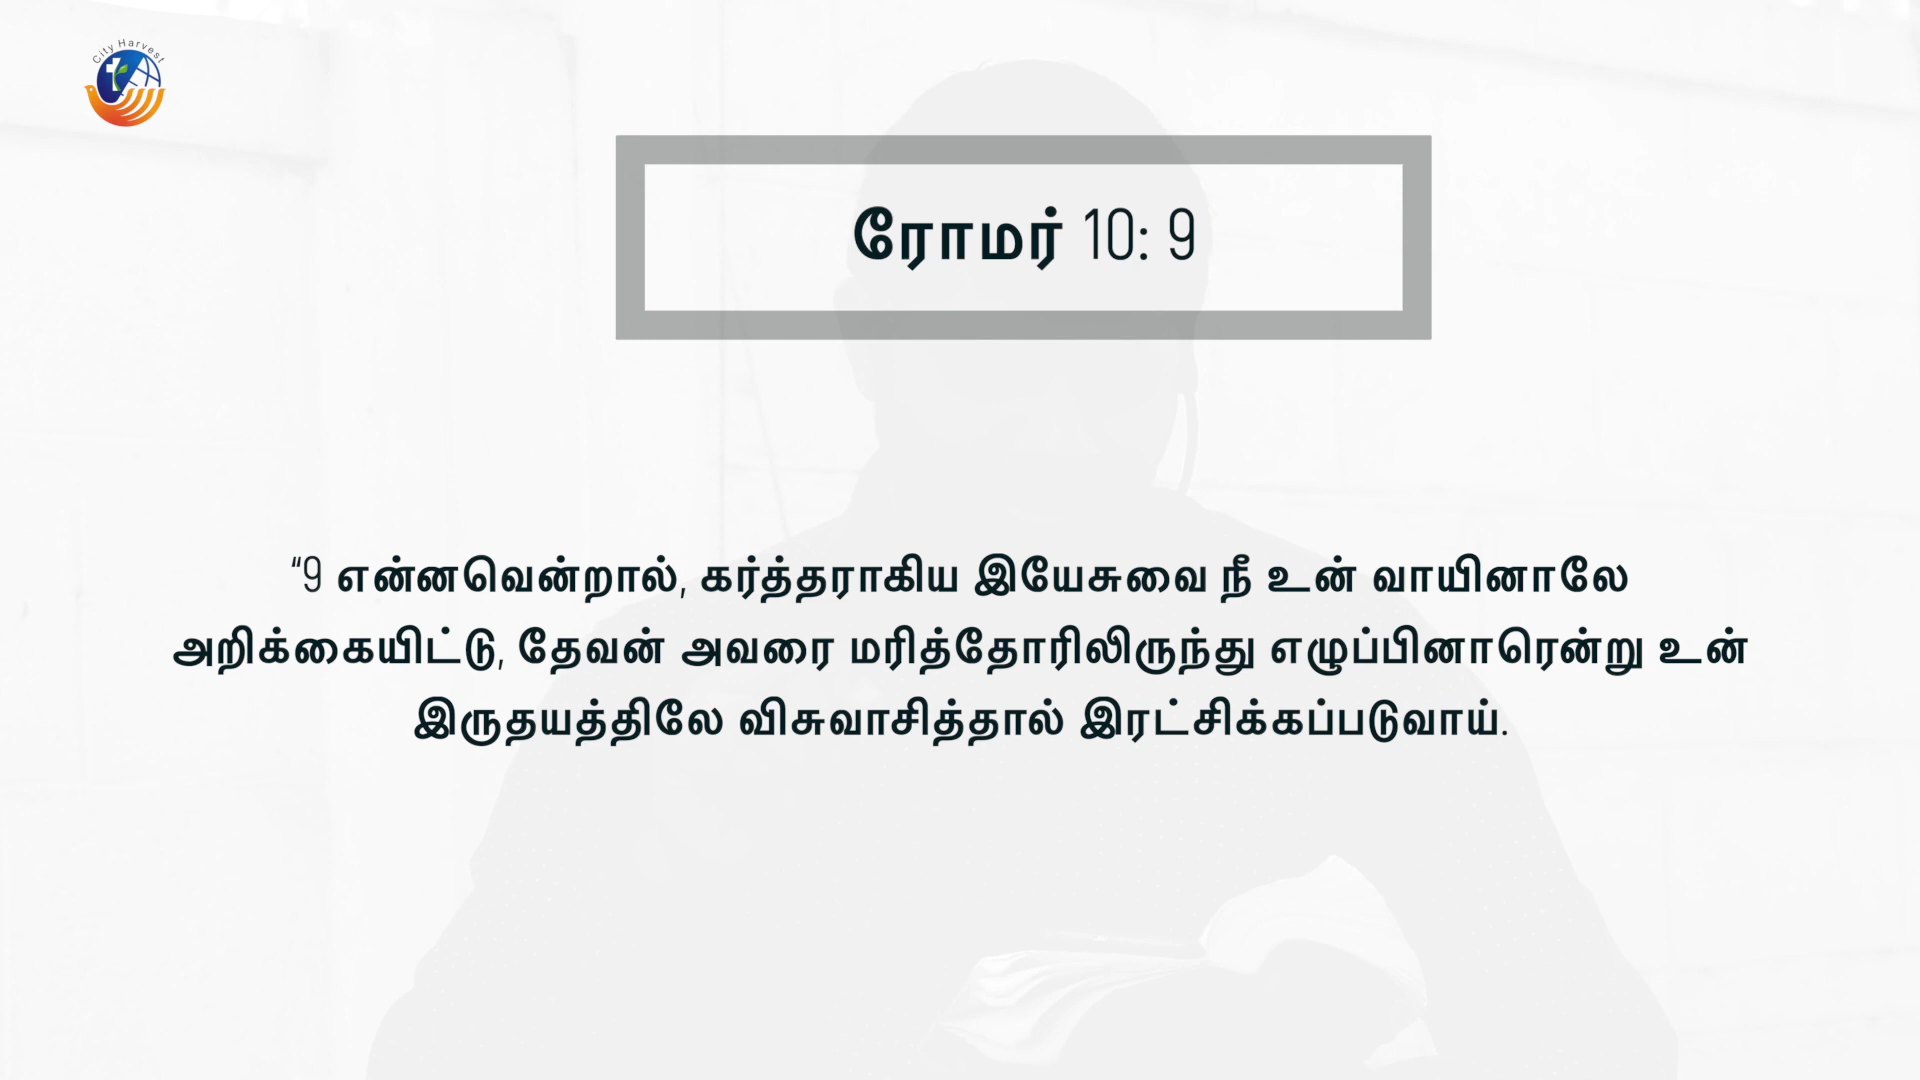 City Harvest
ரோமர் 10: 9
“9 என்னவென்றால், கர்த்தராகிய இயேசுவை நீ உன் வாயினாலே
அறிக்கையிட்டு, தேவன் அவரை மரித்தோரிலிருந்து எழுப்பினாரென்று உன்
இருதயத்திலே விசுவாசித்தால் இரட்சிக்கப்படுவாய்.